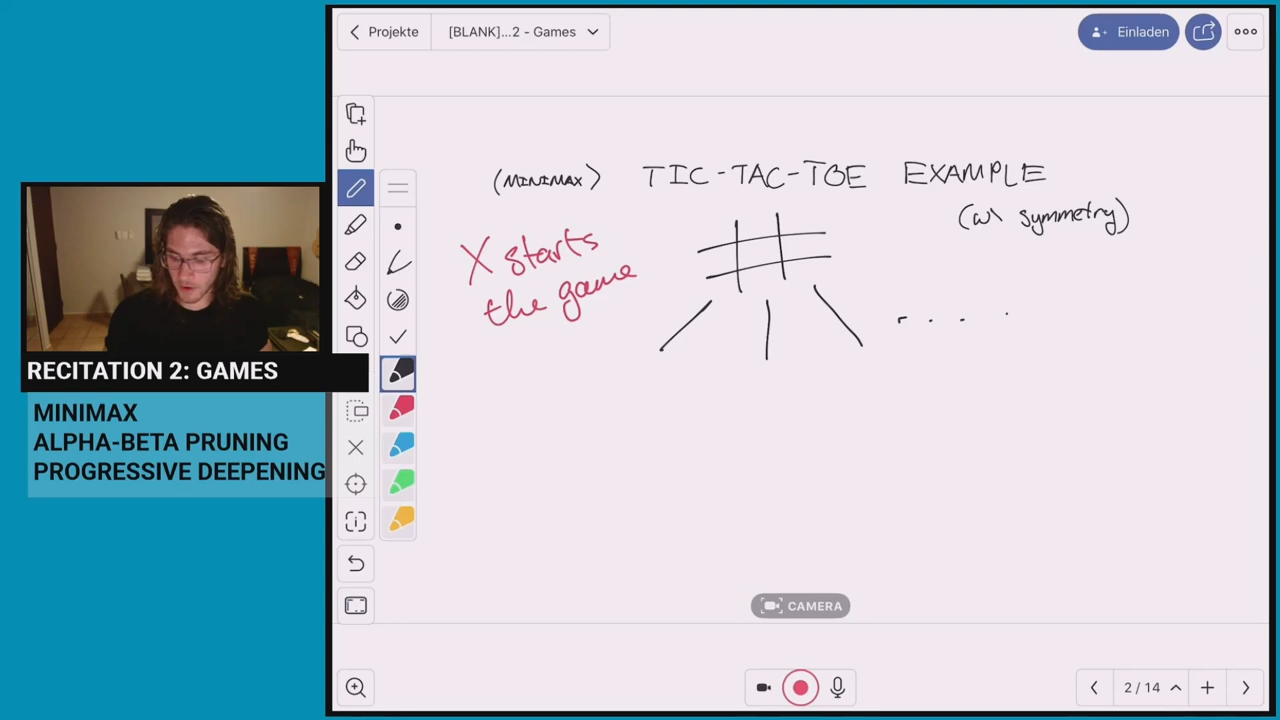 Projekte
[BLANK]...2 - Games
Einladen
(MINIMAX) TIC-TAC-TOE EXAMPLE
(w\ symmetry)
X starts
the game
RECITATION 2: GAMES
MINIMAX
ALPHA-BETA PRUNING
PROGRESSIVE DEEPENING
CAMERA
2 / 14